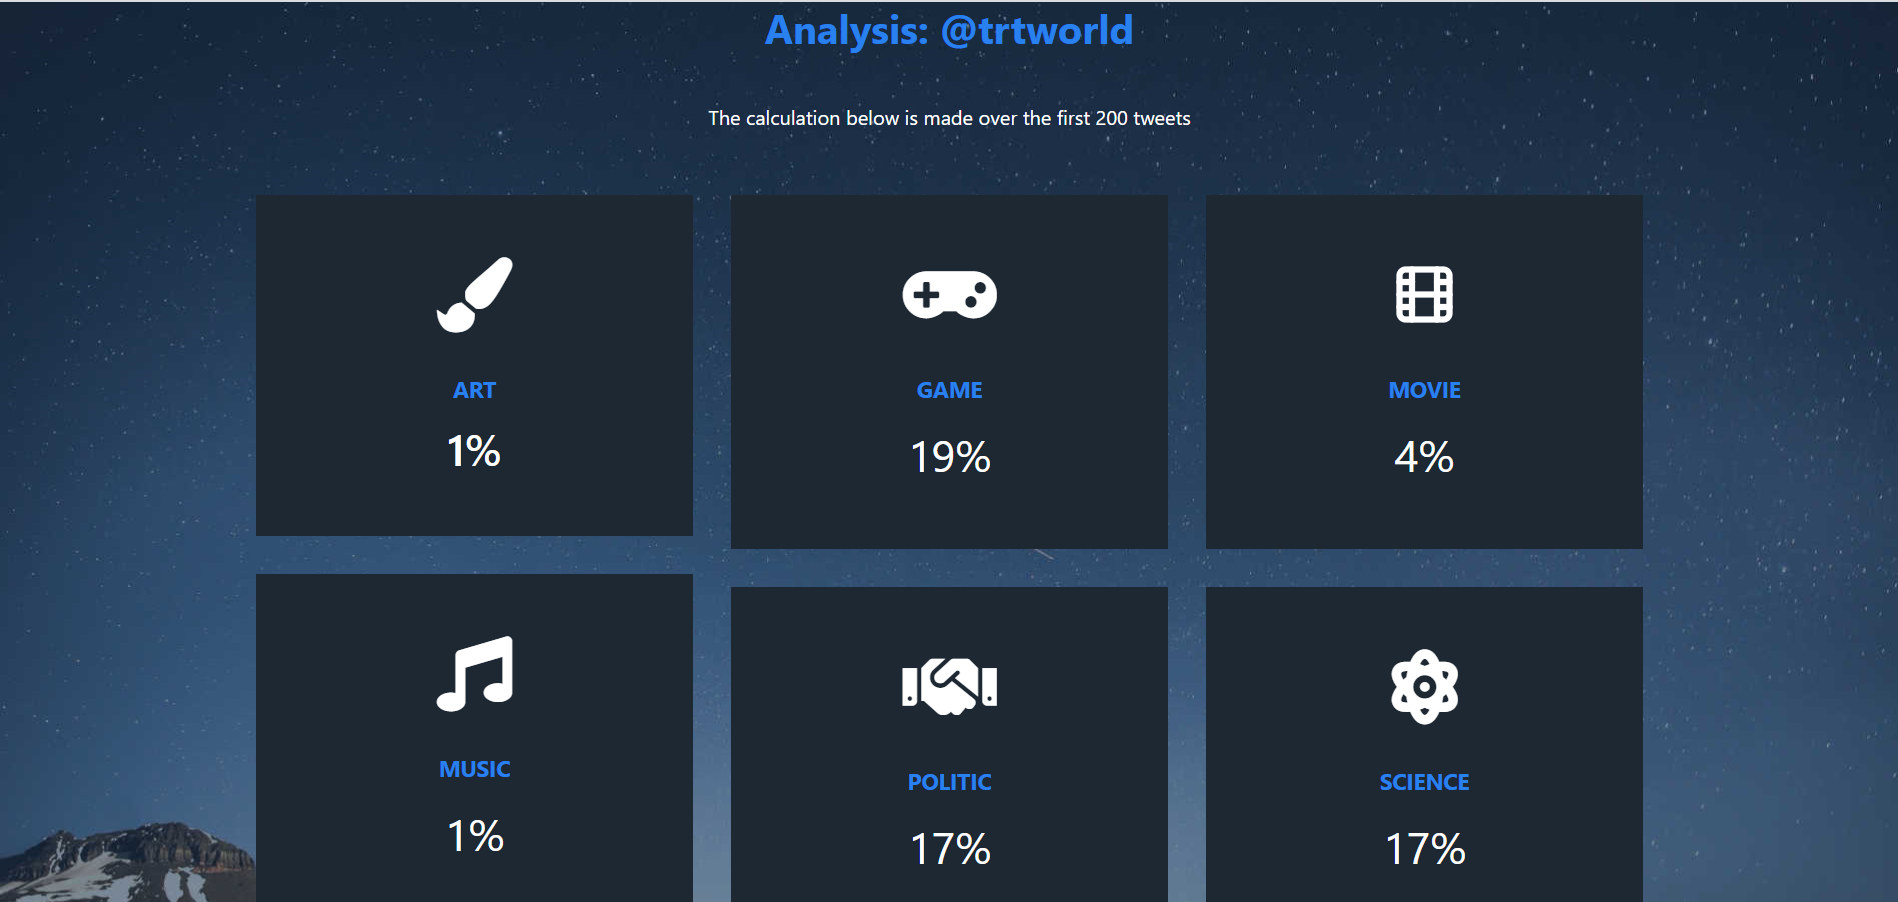 Analysis: @trtworld
The calculation below is made over the first 200 tweets
ART
1%
GAME
19%
MOVIE
4%
MUSIC
1%
POLITIC
17%
SCIENCE
17%